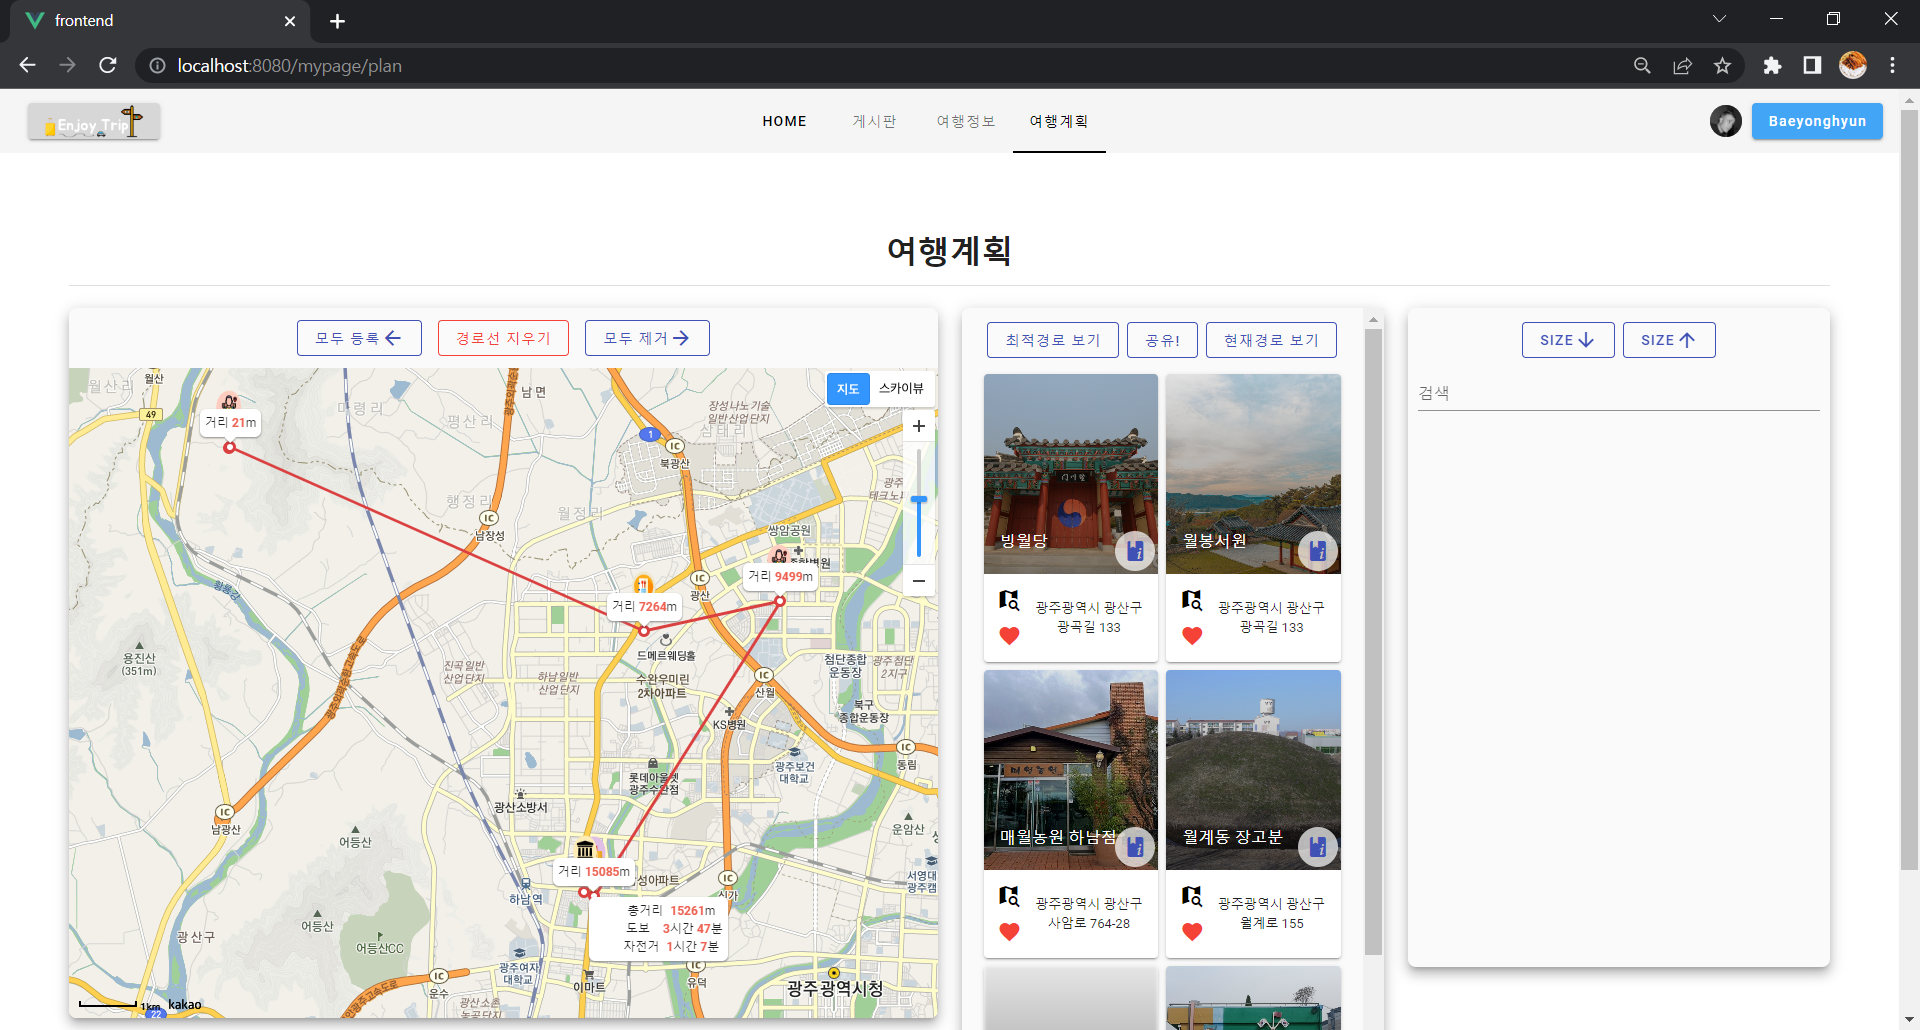 frontend
localhost:8080/mypage/plan
Enjoy Trip
HOME
게시판
여행정보
여행계획
Baeyonghyun
여행계획
모두 등록
경로선 지우기
모두 제거
최적경로 보기
공유!
현재경로 보기
SIZE
SIZE
검색
지도
스카이뷰
월산리
월산
49
거리 21m
마령리
평산리
남면
장성나노기술
일반산업단지
삼태리
1
IC
북광산
행정리
월정리
IC
남장성
쌍암공원
거리 9499m
IC
광산
거리 7264m
드메르웨딩홀
수완우미린
2차아파트
IC
산월
KS병원
첨단종합
운동장
광주첨단
2지구
북구
종합운동장
IC
동림
용진산
(351m)
황룡강
진곡일반
산업단지
하남일반
산업단지
롯데아울렛
광주수완점
광주보건
대학교
광산소방서
IC
남광산
어등산
운암산
거리 15085m
성아파트
하남역
IC
신가
총거리 15261m
도보 3시간 47분
자전거 1시간 7분
어등산
어등산CC
광산구
광주여자
대학교
이마트
IC
유덕
IC
운수
광주광역시청
1km
kakao
22
빙월당
월봉서원
광주광역시 광산구
광곡길 133
광주광역시 광산구
광곡길 133
매월농원 하남점
월계동 장고분
광주광역시 광산구
사암로 764-28
광주광역시 광산구
월계로 155